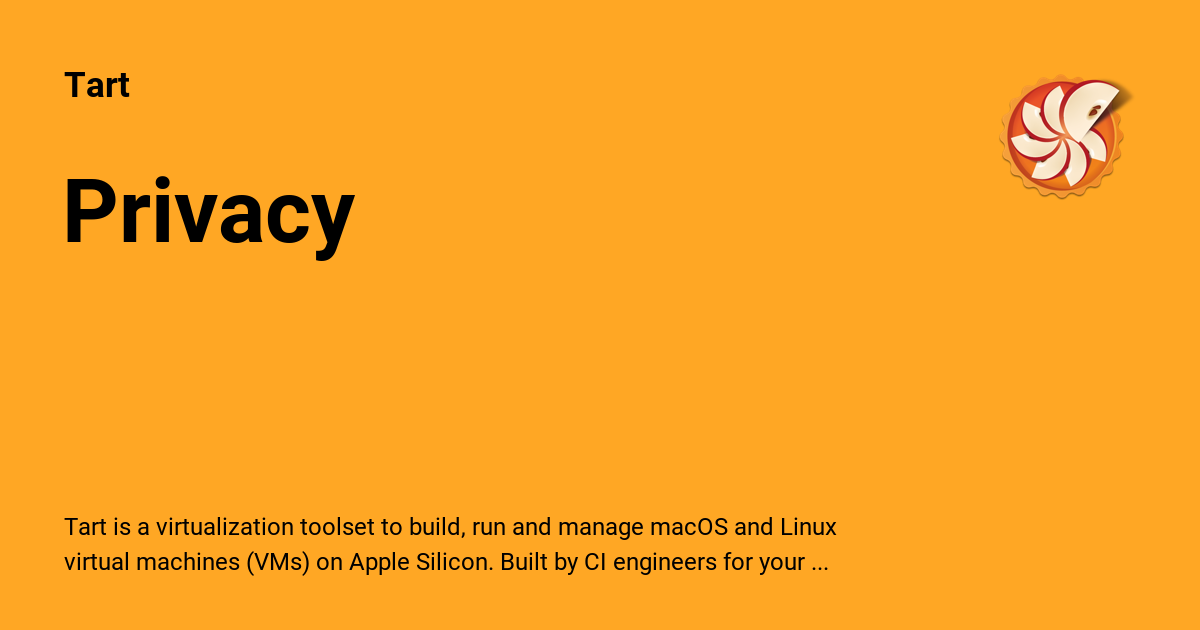 Tart
Privacy
Tart is a virtualization toolset to build, run and manage macOS and Linux
virtual machines (VMs) on Apple Silicon. Built by CI engineers for your ...